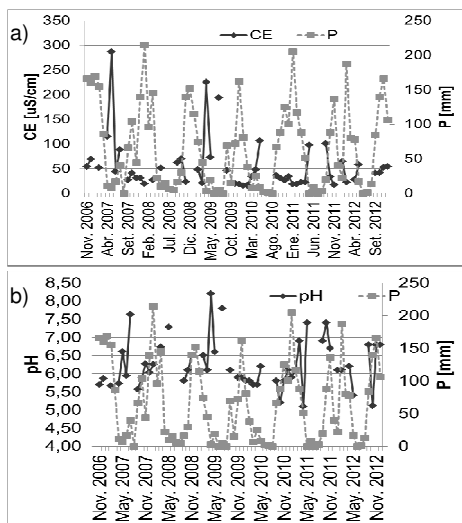 a)
CE P
CE [uS/cm]
350
300
250
200
150
100
50
0
P [mm]
250
200
150
100
50
0
Nov. 2006
Abr. 2007
Set. 2007
Feb. 2008
Jul. 2008
Dic. 2008
May. 2009
Oct. 2009
Mar. 2010
Ago. 2010
Ene. 2011
Jun. 2011
Nov. 2011
Abr. 2012
Set. 2012
b)
pH P
pH
8,50
8,00
7,50
7,00
6,50
6,00
5,50
5,00
4,50
4,00
P [mm]
250
200
150
100
50
0
Nov. 2006
May. 2007
Nov. 2007
May. 2008
Nov. 2008
May. 2009
Nov. 2009
May. 2010
Nov. 2010
May. 2011
Nov. 2011
May. 2012
Nov. 2012